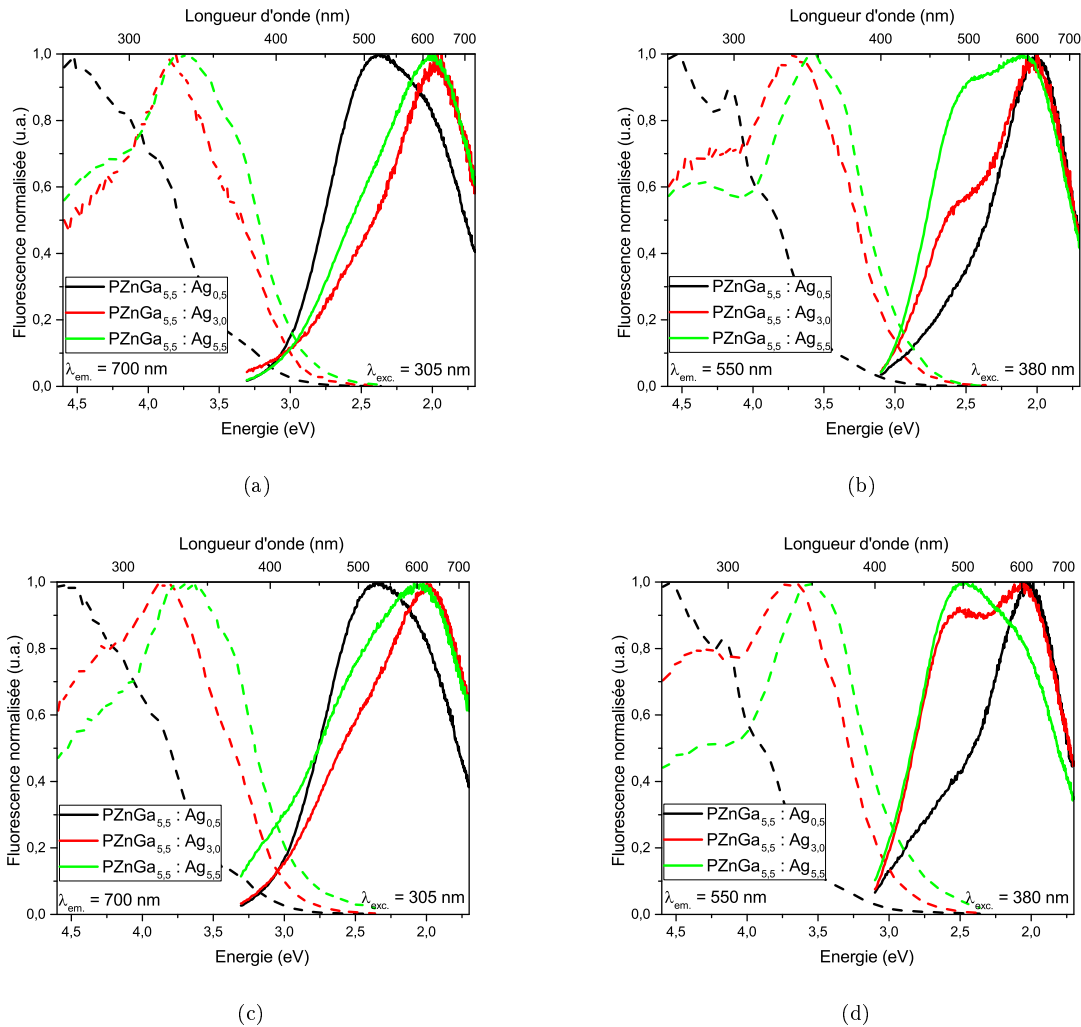 Longueur d'onde (nm)
300 400 500 600 700
Fluorescence normalisée (u.a.)
1,0
0,8
0,6
0,4
0,2
0,0
PZnGa5,5 : Ag0,5
PZnGa5,5 : Ag3,0
PZnGa5,5 : Ag5,5
λem. = 700 nm
λexc. = 305 nm
4,5 4,0 3,5 3,0 2,5 2,0
Energie (eV)
(a)
Longueur d'onde (nm)
300 400 500 600 700
Fluorescence normalisée (u.a.)
1,0
0,8
0,6
0,4
0,2
0,0
PZnGa5,5 : Ag0,5
PZnGa5,5 : Ag3,0
PZnGa5,5 : Ag5,5
λem. = 550 nm
λexc. = 380 nm
4,5 4,0 3,5 3,0 2,5 2,0
Energie (eV)
(b)
Longueur d'onde (nm)
300 400 500 600 700
Fluorescence normalisée (u.a.)
1,0
0,8
0,6
0,4
0,2
0,0
PZnGa5,5 : Ag0,5
PZnGa5,5 : Ag3,0
PZnGa5,5 : Ag5,5
λem. = 700 nm
λexc. = 305 nm
4,5 4,0 3,5 3,0 2,5 2,0
Energie (eV)
(c)
Longueur d'onde (nm)
300 400 500 600 700
Fluorescence normalisée (u.a.)
1,0
0,8
0,6
0,4
0,2
0,0
PZnGa5,5 : Ag0,5
PZnGa5,5 : Ag3,0
PZnGa5,5 : Ag5,5
λem. = 550 nm
λexc. = 380 nm
4,5 4,0 3,5 3,0 2,5 2,0
Energie (eV)
(d)